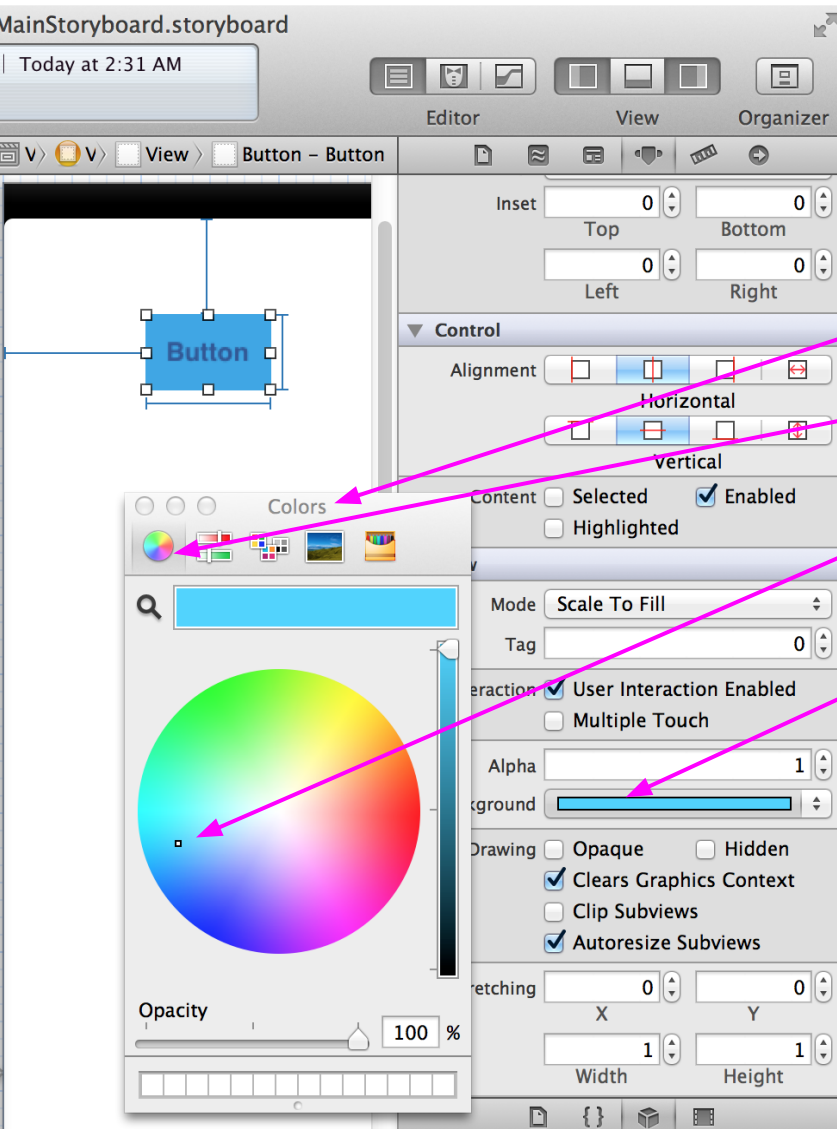 MainStoryboard.storyboard
Today at 2:31 AM
Editor
View
Organizer
V
V
View
Button – Button
Inset
0
0
Top
Bottom
0
0
Left
Right
Control
Button
Alignment
Horizontal
Vertical
Colors
Content
Selected
Enabled
Highlighted
Mode
Scale To Fill
Tag
0
eraction
User Interaction Enabled
Multiple Touch
Alpha
1
kground
Drawing
Opaque
Hidden
Clears Graphics Context
Clip Subviews
Autoresize Subviews
retching
0
0
X
Y
Opacity
100
%
1
1
Width
Height
{ }